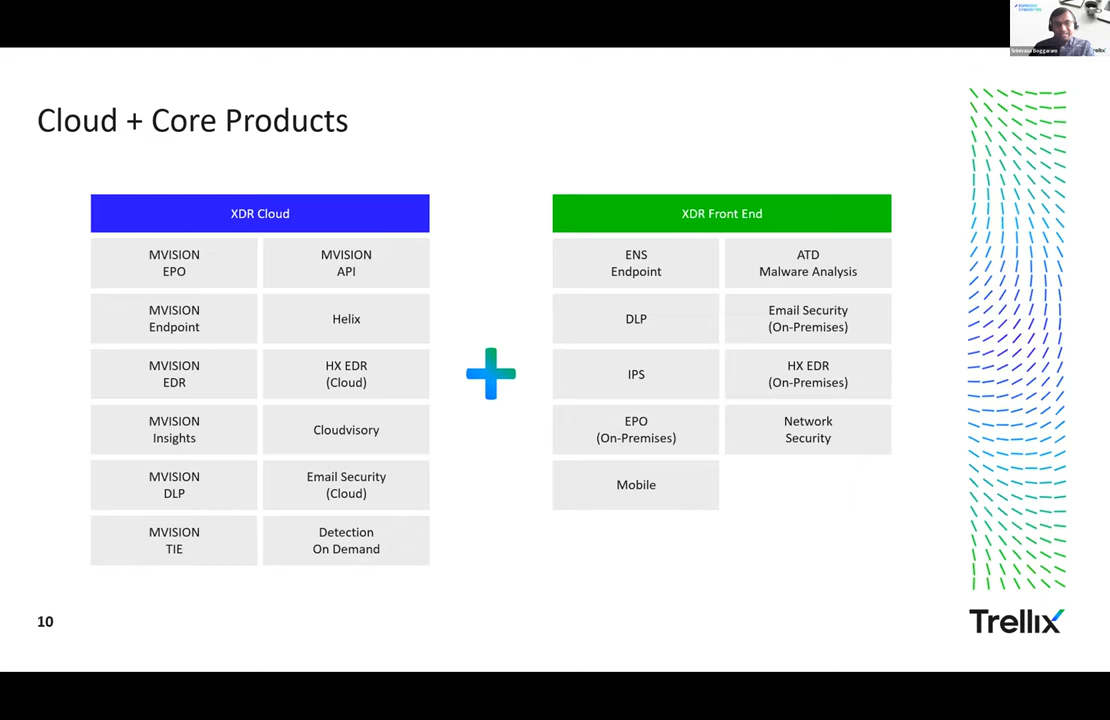 Srinivasa Boggaram
Cloud + Core Products
XDR Cloud
MVISION
EPO
MVISION
API
MVISION
Endpoint
Helix
MVISION
EDR
HX EDR
(Cloud)
MVISION
Insights
Cloudvisory
MVISION
DLP
Email Security
(Cloud)
MVISION
TIE
Detection
On Demand
XDR Front End
ENS
Endpoint
ATD
Malware Analysis
DLP
Email Security
(On-Premises)
IPS
HX EDR
(On-Premises)
EPO
(On-Premises)
Network
Security
Mobile
10
Trellix